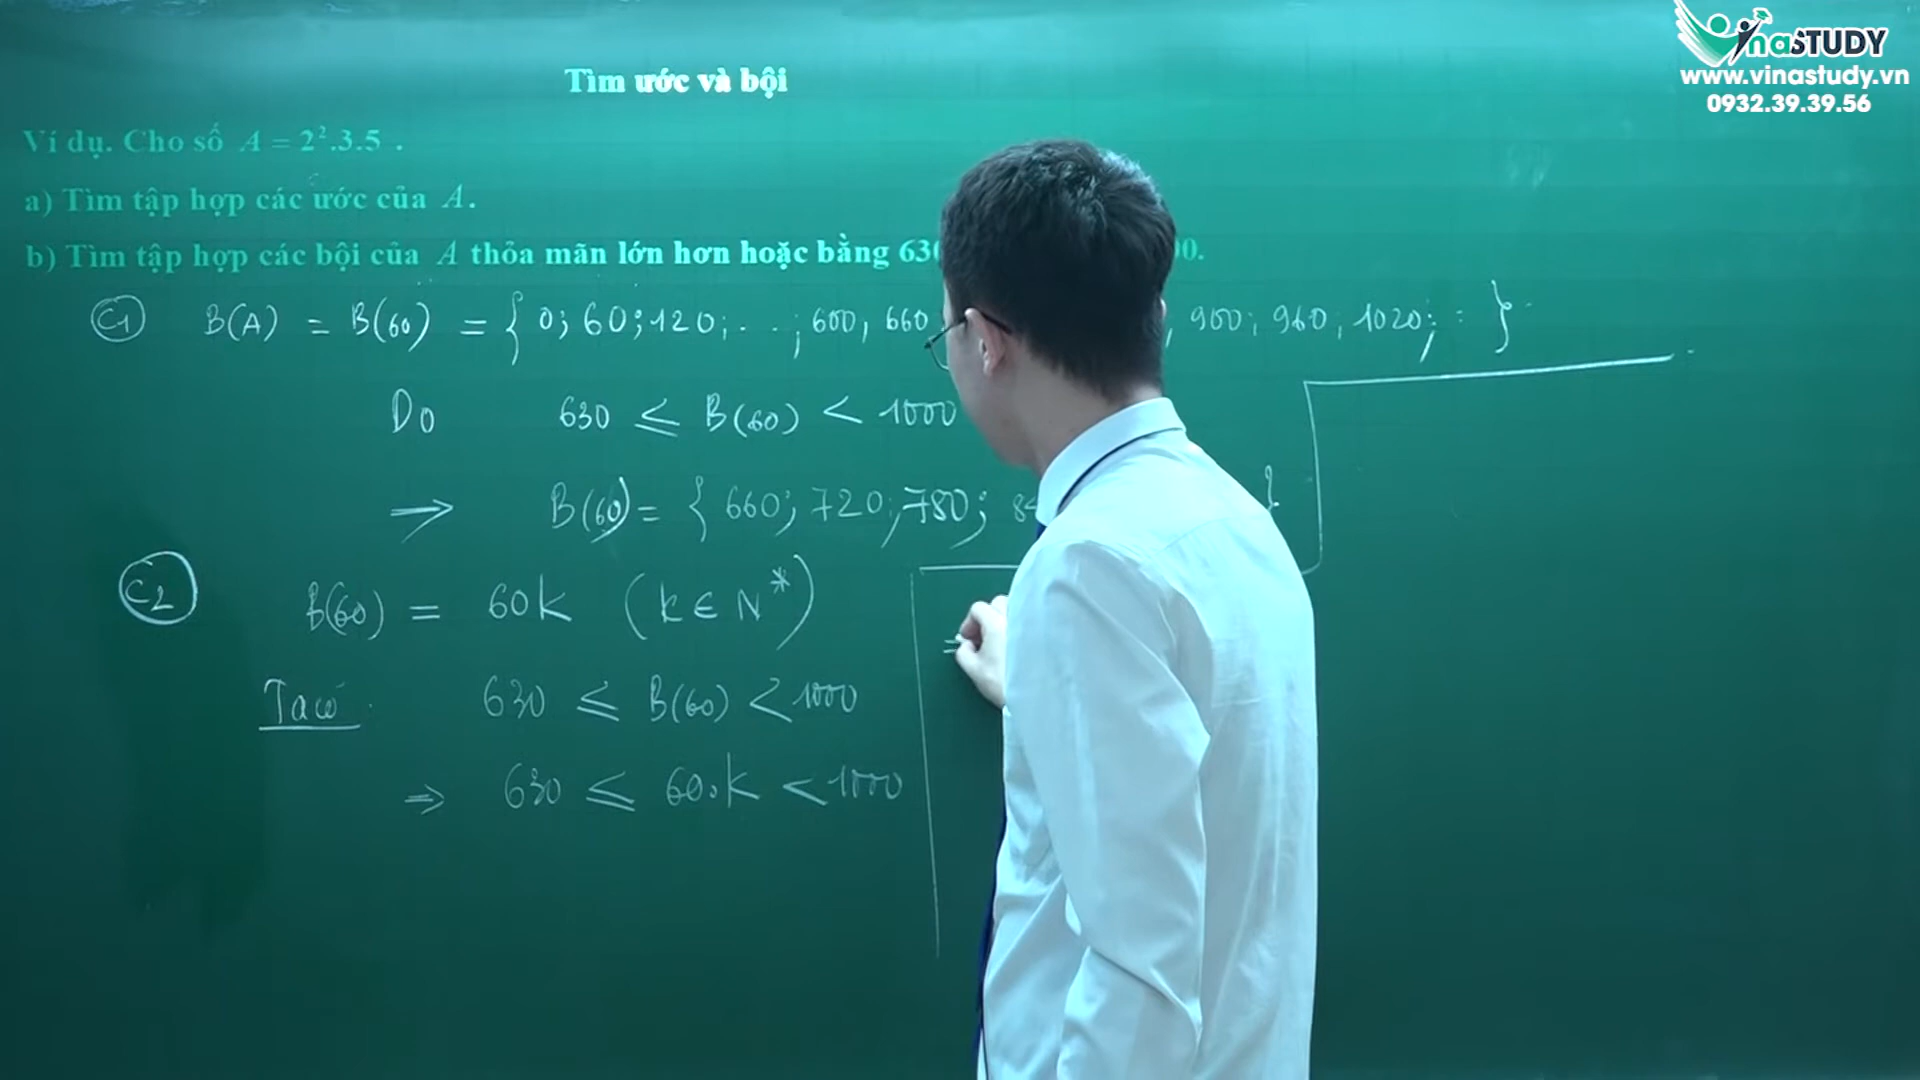 VinaSTUDY
www.vinastudy.vn
0932.39.39.56
Tìm ước và bội
Ví dụ. Cho số A = 2².3.5 .
a) Tìm tập hợp các ước của A.
b) Tìm tập hợp các bội của A thỏa mãn lớn hơn hoặc bằng 63 0.
C1 B(A) = B(60) = { 0; 60; 120; ...; 600, 660 , 900; 960; 1020; : }
Do 630 ≤ B(60) < 1000
⇒ B(60) = { 660; 720; 780; 8 }
C2 B(60) = 60k (k ∈ N*)
Ta có 630 ≤ B(60) < 1000
⇒ 630 ≤ 60.k < 1000
=